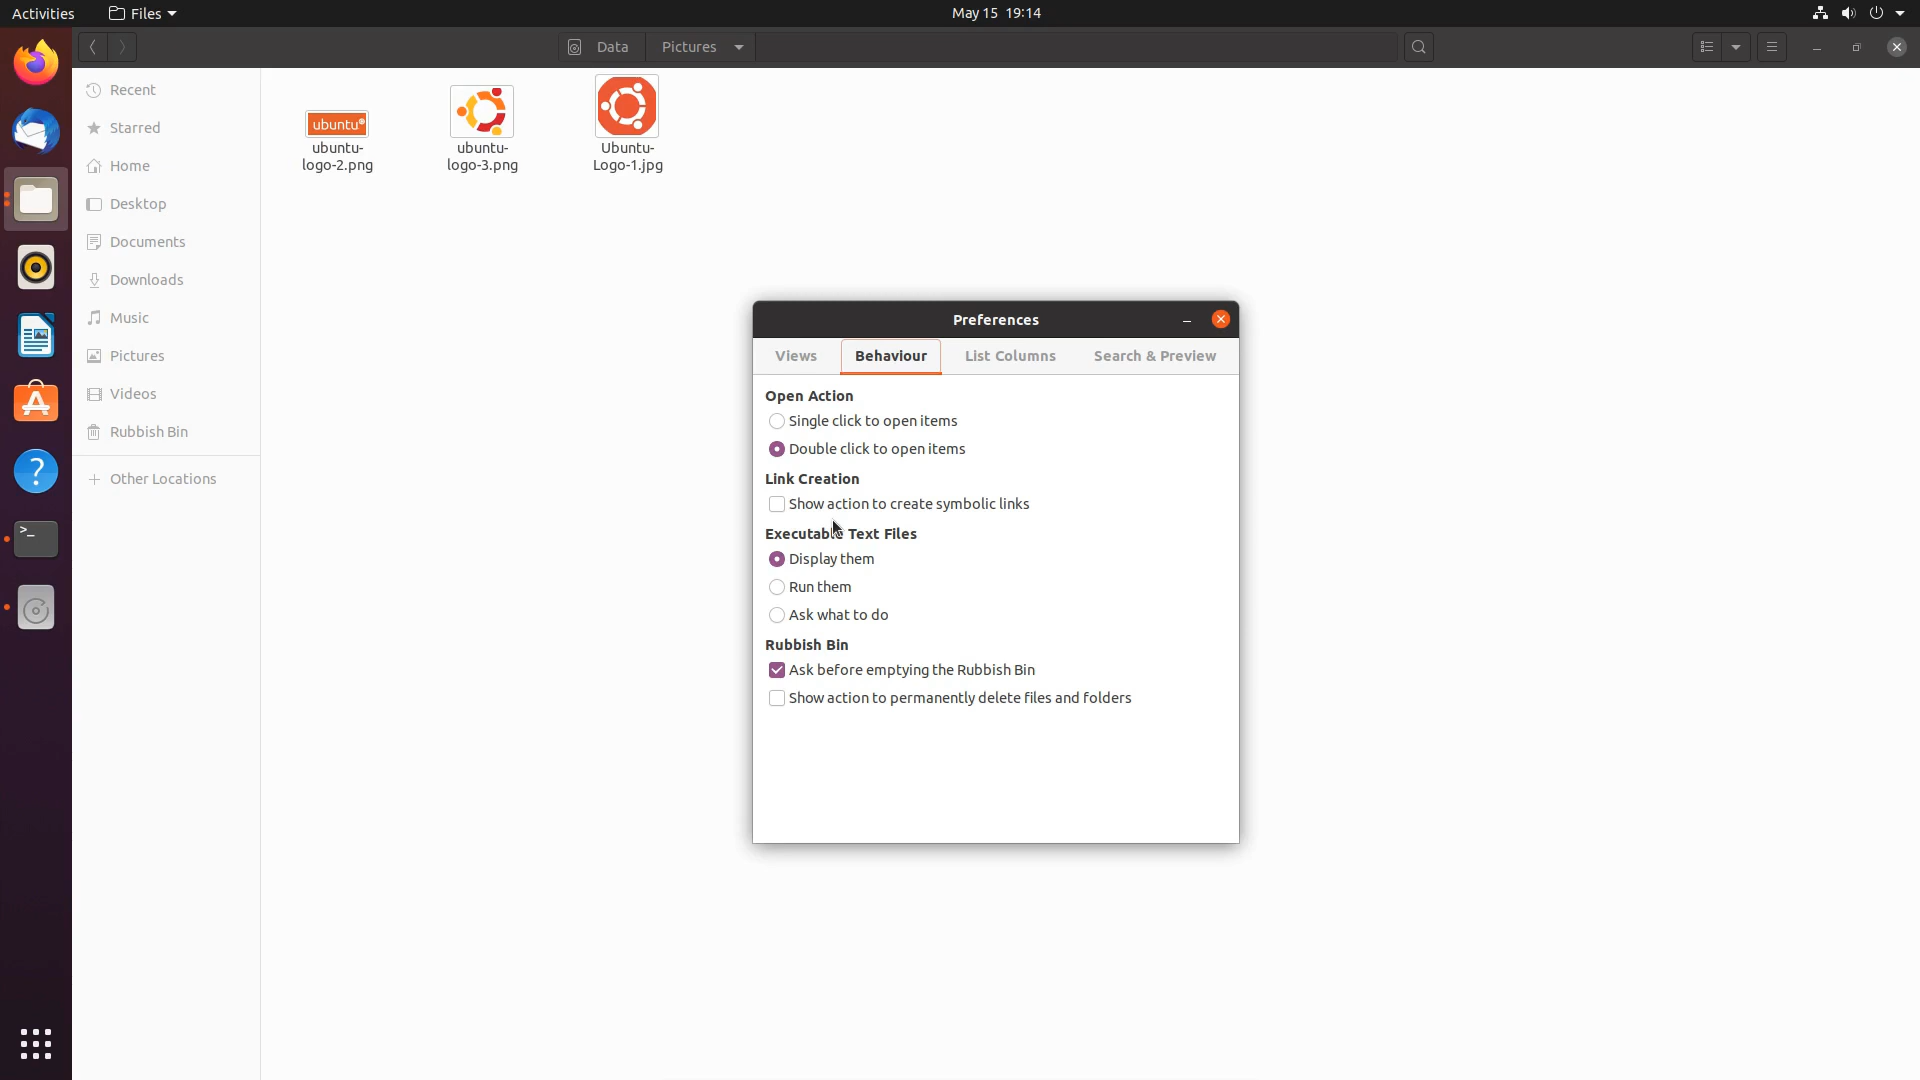 Activities
Files
May 15 19:14
Data
Pictures
Recent
Starred
Home
Desktop
Documents
Downloads
Music
Pictures
Videos
Rubbish Bin
Other Locations
ubuntu
ubuntu-
logo-2.png
ubuntu-
logo-3.png
Ubuntu-
Logo-1.jpg
Preferences
Views
Behaviour
List Columns
Search & Preview
Open Action
Single click to open items
Double click to open items
Link Creation
Show action to create symbolic links
Executable Text Files
Display them
Run them
Ask what to do
Rubbish Bin
Ask before emptying the Rubbish Bin
Show action to permanently delete files and folders